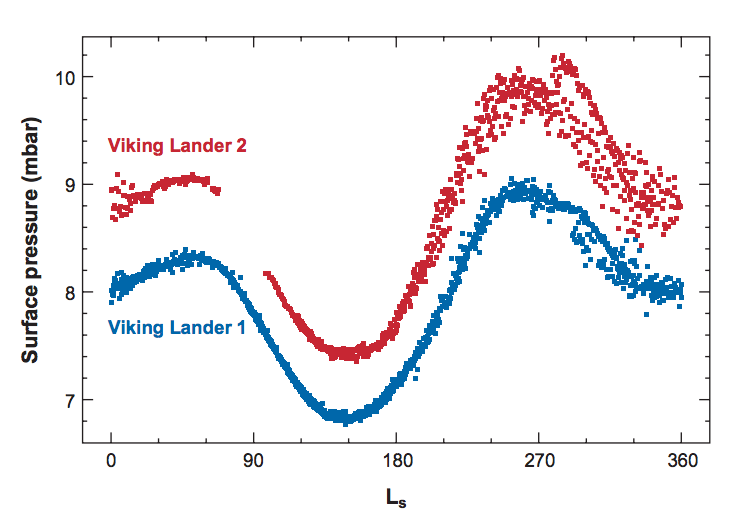 10
9
8
7
Surface pressure (mbar)
Viking Lander 2
Viking Lander 1
0 90 180 270 360
Ls